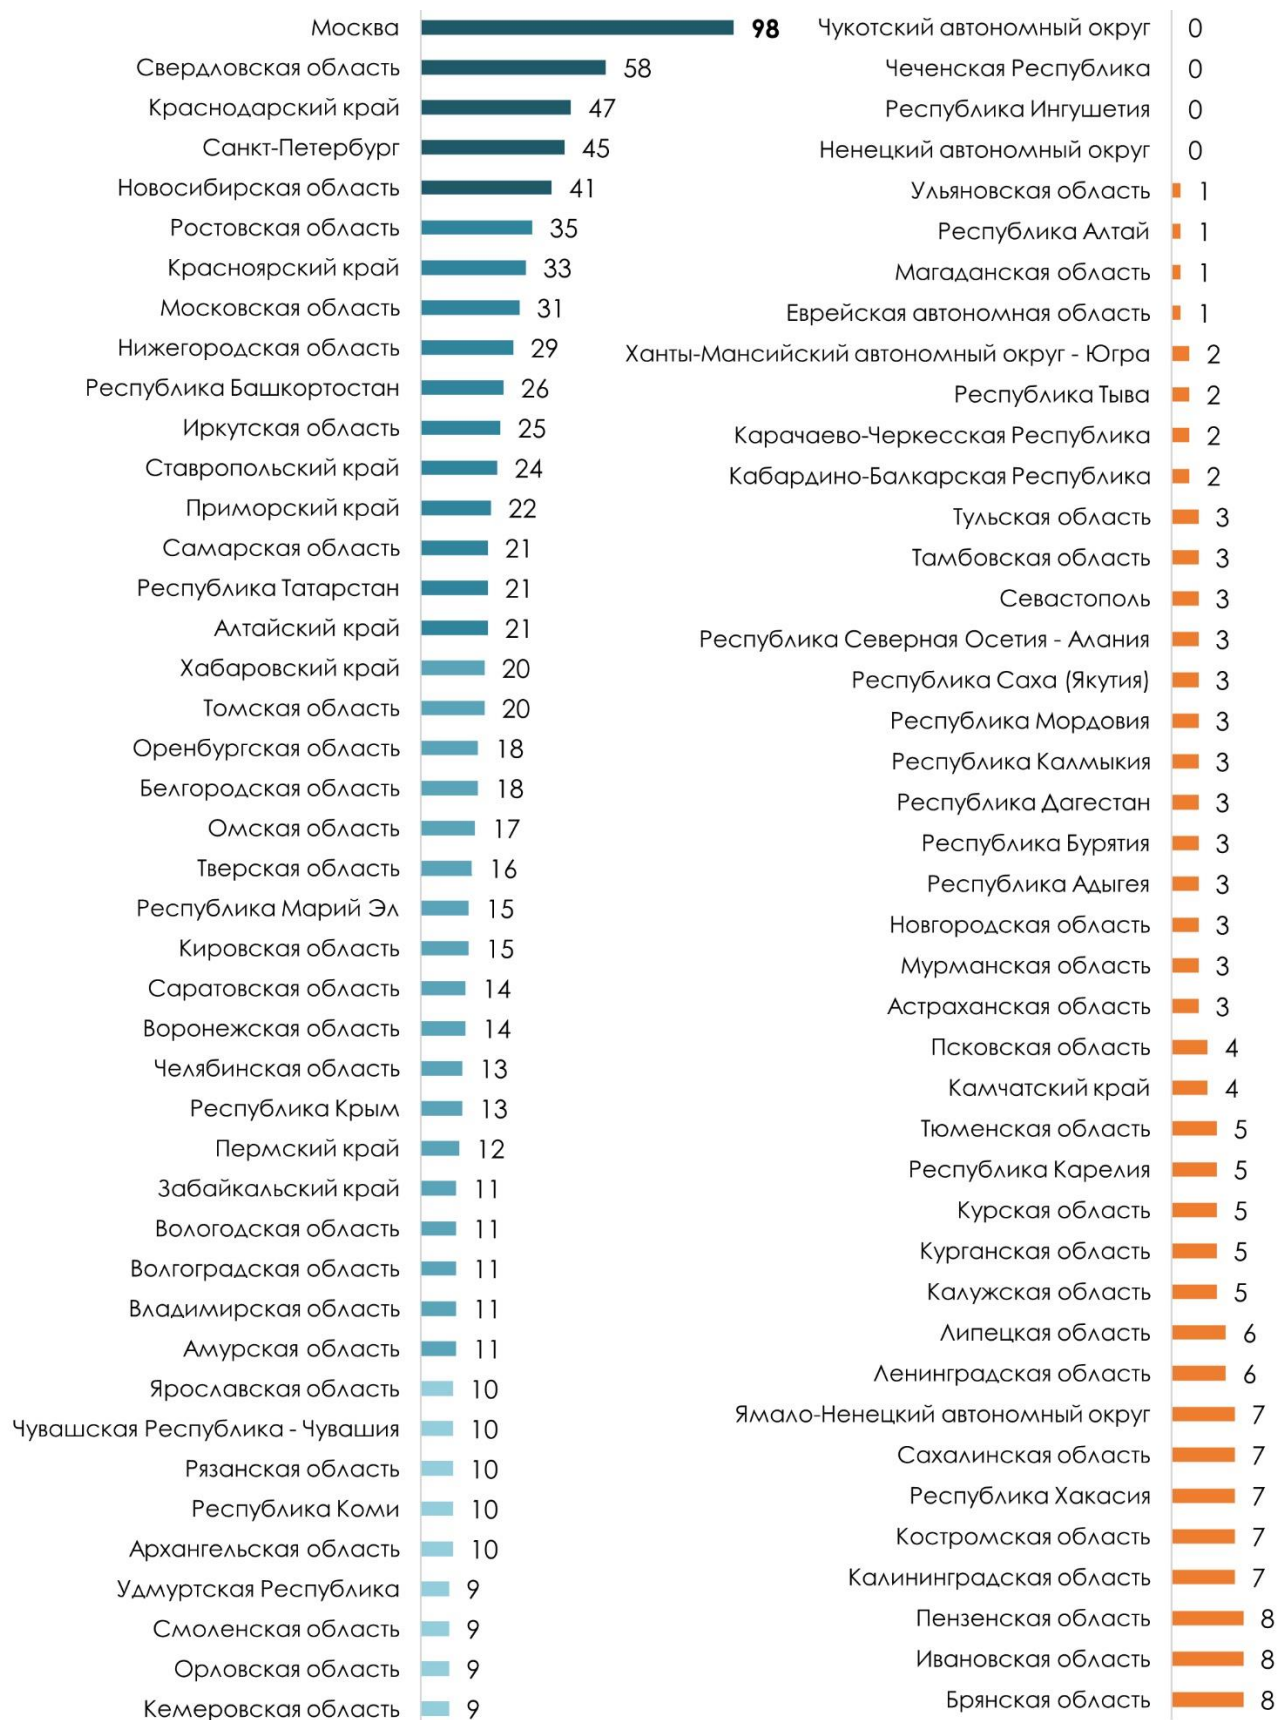 Москва 98
Свердловская область 58
Краснодарский край 47
Санкт-Петербург 45
Новосибирская область 41
Ростовская область 35
Красноярский край 33
Московская область 31
Нижегородская область 29
Республика Башкортостан 26
Иркутская область 25
Ставропольский край 24
Приморский край 22
Самарская область 21
Республика Татарстан 21
Алтайский край 21
Хабаровский край 20
Томская область 20
Оренбургская область 18
Белгородская область 18
Омская область 17
Тверская область 16
Республика Марий Эл 15
Кировская область 15
Саратовская область 14
Воронежская область 14
Челябинская область 13
Республика Крым 13
Пермский край 12
Забайкальский край 11
Вологодская область 11
Волгоградская область 11
Владимирская область 11
Амурская область 11
Ярославская область 10
Чувашская Республика - Чувашия 10
Рязанская область 10
Республика Коми 10
Архангельская область 10
Удмуртская Республика 9
Смоленская область 9
Орловская область 9
Кемеровская область 9
Чукотский автономный округ 0
Чеченская Республика 0
Республика Ингушетия 0
Ненецкий автономный округ 0
Ульяновская область 1
Республика Алтай 1
Магаданская область 1
Еврейская автономная область 1
Ханты-Мансийский автономный округ - Югра 2
Республика Тыва 2
Карачаево-Черкесская Республика 2
Кабардино-Балкарская Республика 2
Тульская область 3
Тамбовская область 3
Севастополь 3
Республика Северная Осетия - Алания 3
Республика Саха (Якутия) 3
Республика Мордовия 3
Республика Калмыкия 3
Республика Дагестан 3
Республика Бурятия 3
Республика Адыгея 3
Новгородская область 3
Мурманская область 3
Астраханская область 3
Псковская область 4
Камчатский край 4
Тюменская область 5
Республика Карелия 5
Курская область 5
Курганская область 5
Калужская область 5
Липецкая область 6
Ленинградская область 6
Ямало-Ненецкий автономный округ 7
Сахалинская область 7
Республика Хакасия 7
Костромская область 7
Калининградская область 7
Пензенская область 8
Ивановская область 8
Брянская область 8